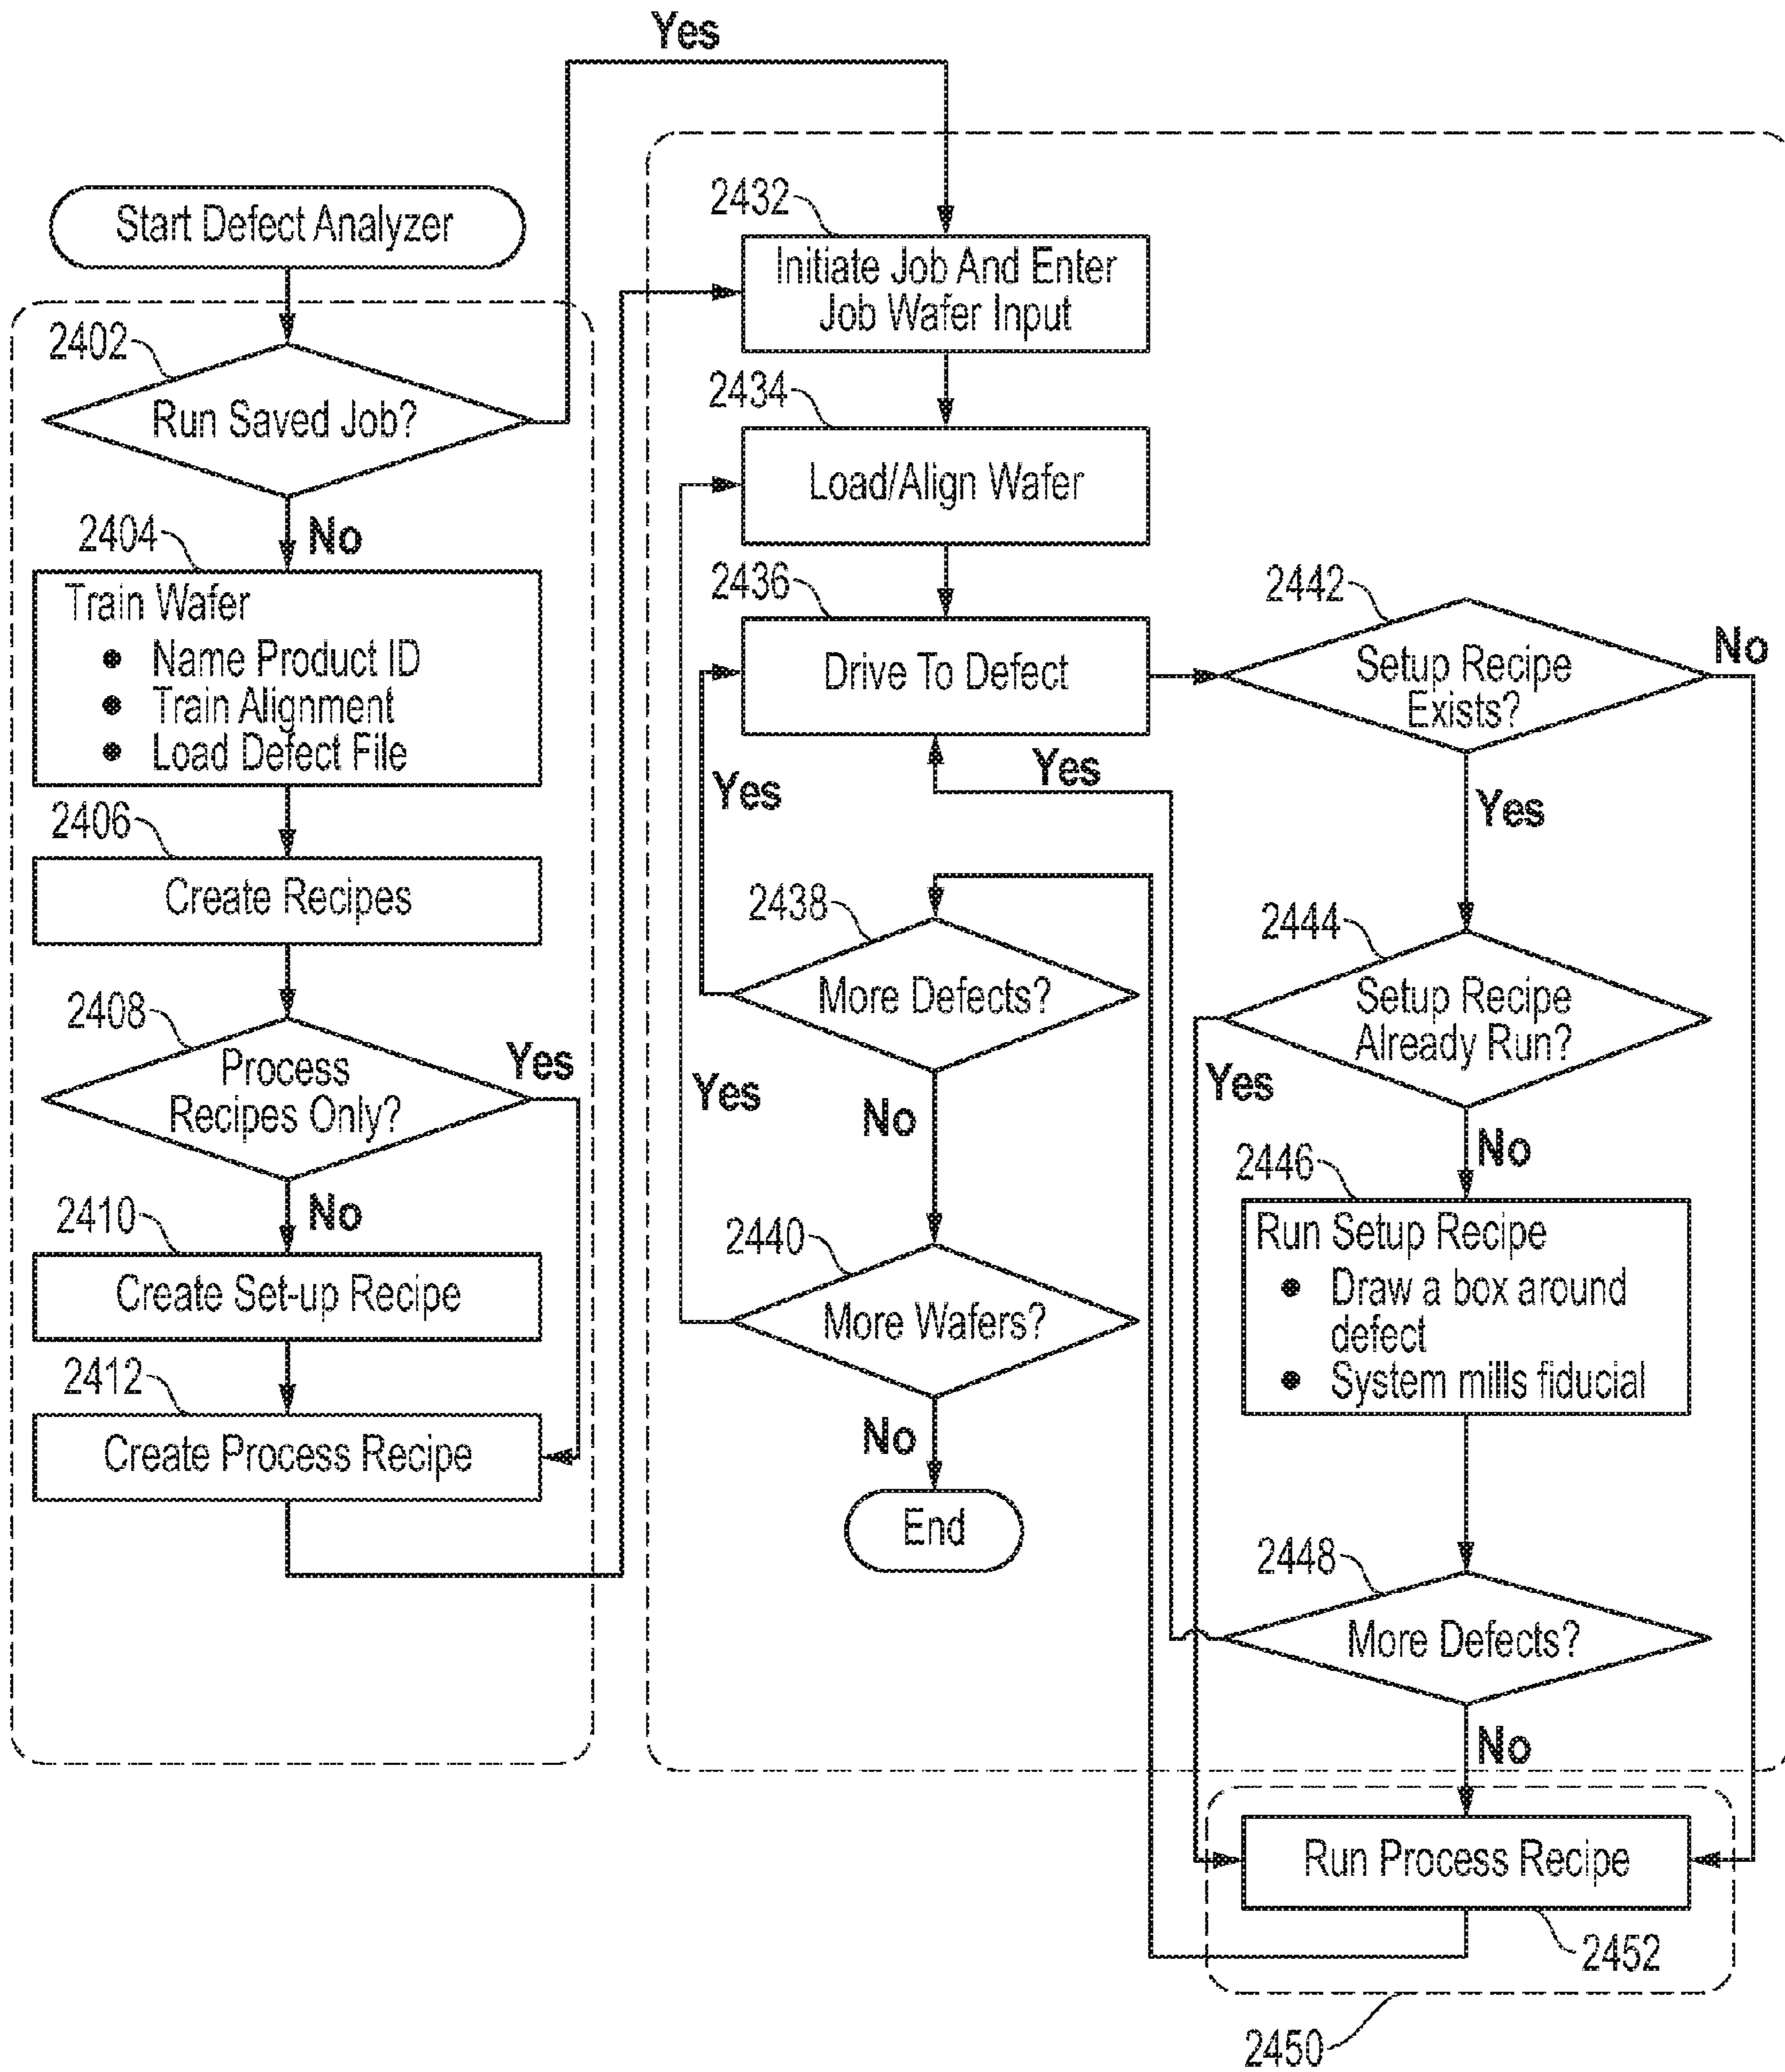 Yes
Start Defect Analyzer
2402
Run Saved Job?
No
2404
Train Wafer
• Name Product ID
• Train Alignment
• Load Defect File
2406
Create Recipes
2408
Process
Recipes Only?
Yes
No
2410
Create Set-up Recipe
2412
Create Process Recipe
2432
Initiate Job And Enter
Job Wafer Input
2434
Load/Align Wafer
2436
Drive To Defect
Yes
Yes
2438
More Defects?
Yes
No
2440
More Wafers?
No
End
2442
Setup Recipe
Exists?
No
Yes
2444
Setup Recipe
Already Run?
Yes
No
2446
Run Setup Recipe
• Draw a box around
defect
• System mills fiducial
2448
More Defects?
No
Run Process Recipe
2452
2450